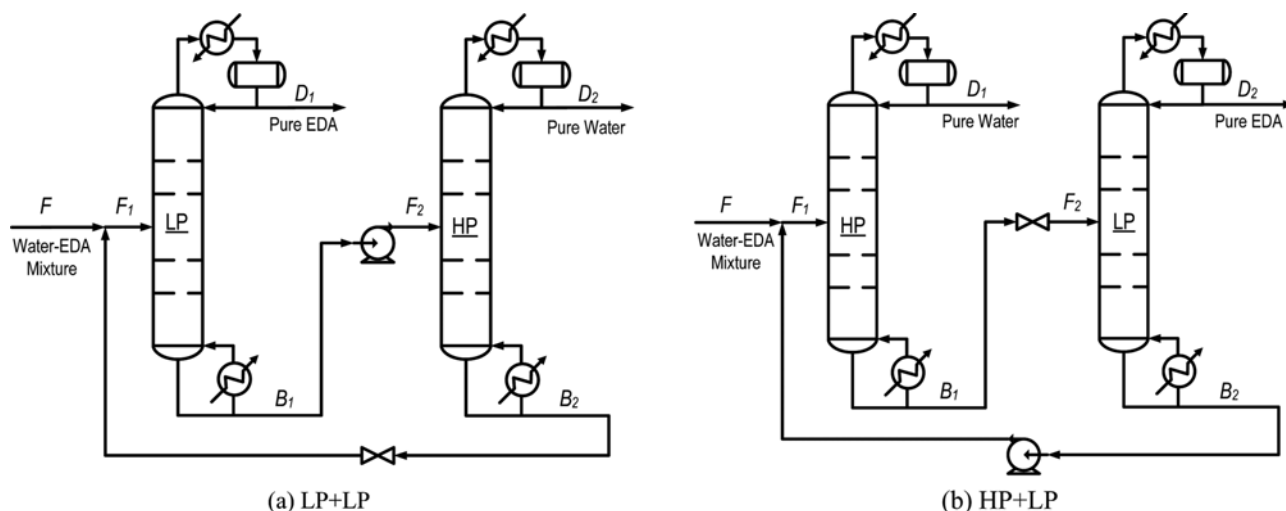 D1
Pure EDA
D2
Pure Water
F
F1
LP
F2
HP
Water-EDA
Mixture
B1
B2
(a) LP+LP
D1
Pure Water
D2
Pure EDA
F
F1
HP
F2
LP
Water-EDA
Mixture
B1
B2
(b) HP+LP